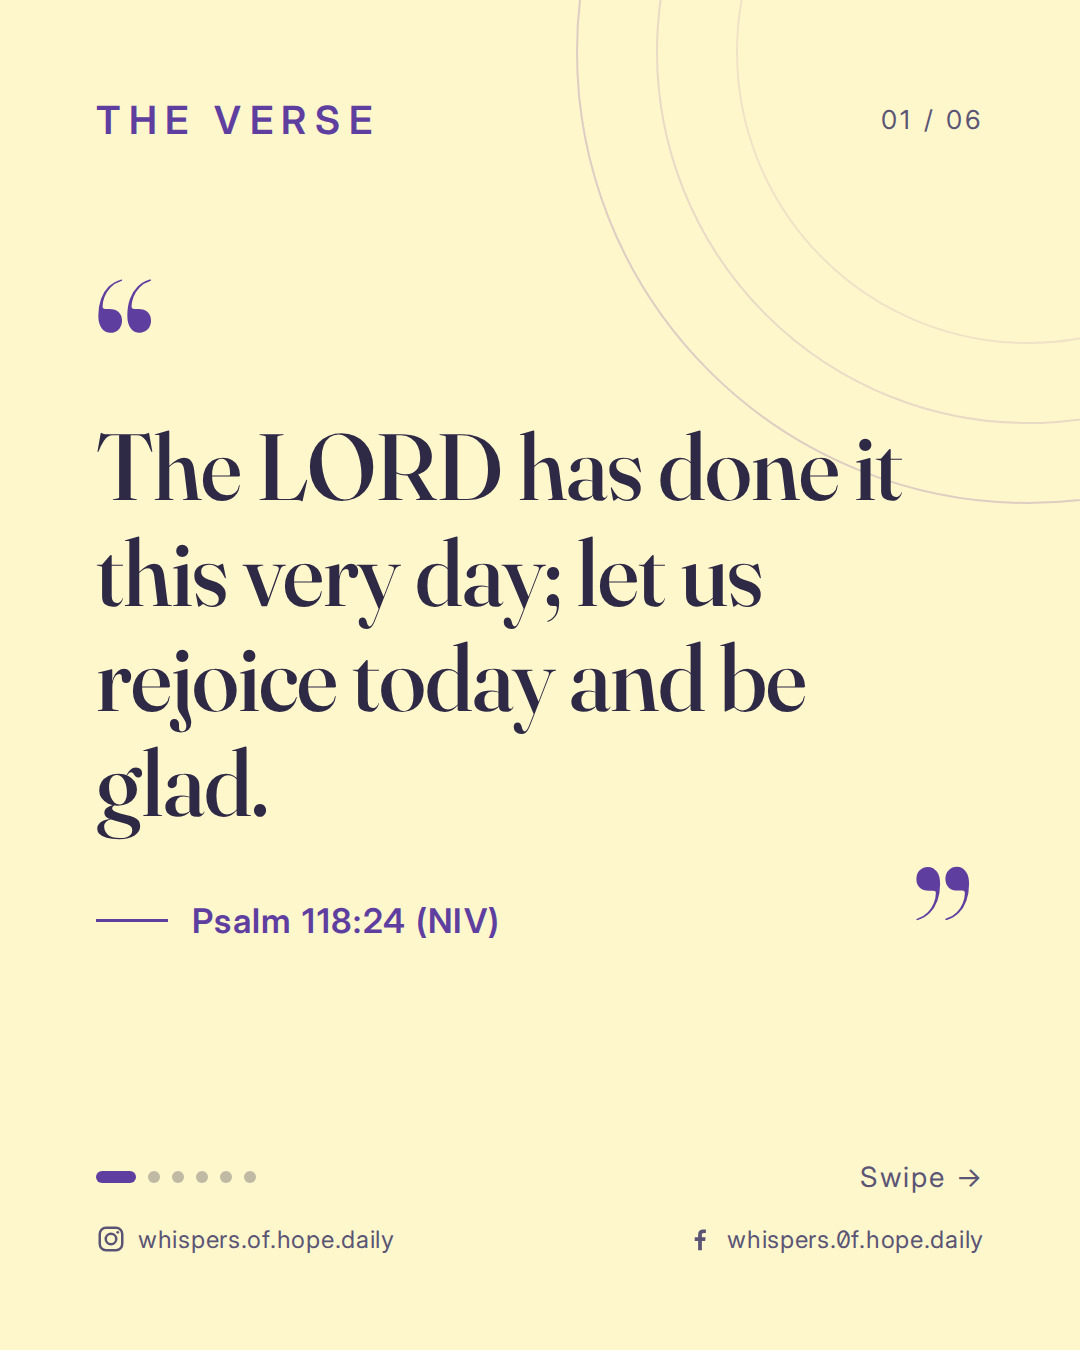 THE VERSE
01 / 06
“
The LORD has done it
this very day; let us
rejoice today and be
glad.
”
Psalm 118:24 (NIV)
Swipe →
whispers.of.hope.daily
whispers.0f.hope.daily